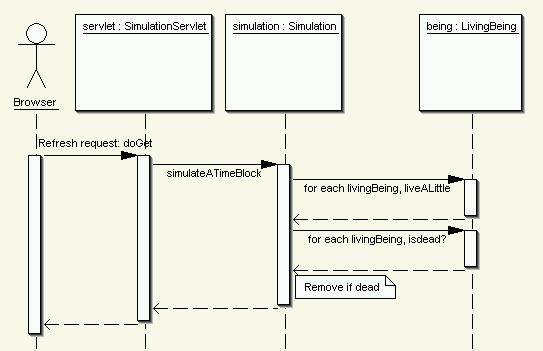 servlet : SimulationServlet
simulation : Simulation
being : LivingBeing
Browser
Refresh request: doGet
simulateATimeBlock
for each livingBeing, liveALittle
for each livingBeing, isdead?
Remove if dead